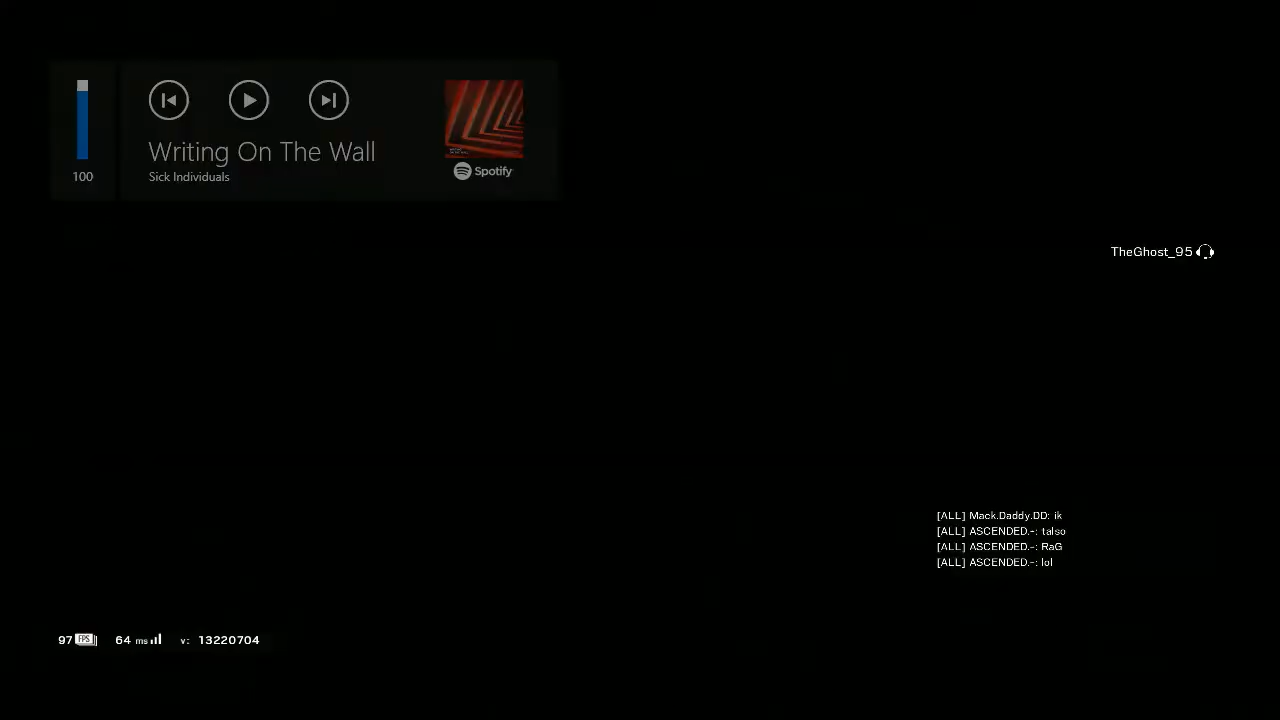 100
Writing On The Wall
Sick Individuals
Spotify
TheGhost_95
[ALL] Mack.Daddy.DD: ik
[ALL] ASCENDED.-: talso
[ALL] ASCENDED.-: RaG
[ALL] ASCENDED.-: lol
97 FPS 64 ms v: 13220704